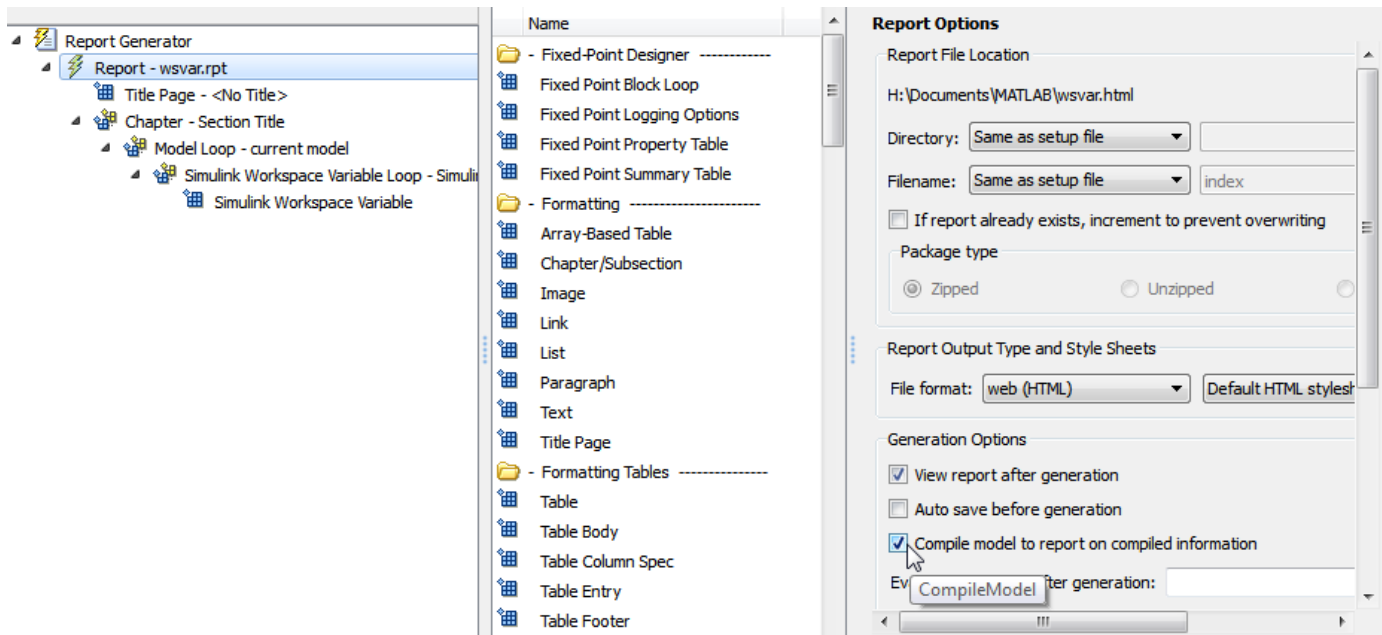 Report Generator
Report - wsvar.rpt
Title Page - <No Title>
Chapter - Section Title
Model Loop - current model
Simulink Workspace Variable Loop - Simulin
Simulink Workspace Variable
Name
- Fixed-Point Designer ------------
Fixed Point Block Loop
Fixed Point Logging Options
Fixed Point Property Table
Fixed Point Summary Table
- Formatting ----------------------
Array-Based Table
Chapter/Subsection
Image
Link
List
Paragraph
Text
Title Page
- Formatting Tables ---------------
Table
Table Body
Table Column Spec
Table Entry
Table Footer
Report Options
Report File Location
H:\Documents\MATLAB\wsvar.html
Directory: Same as setup file
Filename: Same as setup file index
If report already exists, increment to prevent overwriting
Package type
Zipped Unzipped
Report Output Type and Style Sheets
File format: web (HTML) Default HTML stylesh
Generation Options
View report after generation
Auto save before generation
Compile model to report on compiled information
Ev ter generation:
CompileModel